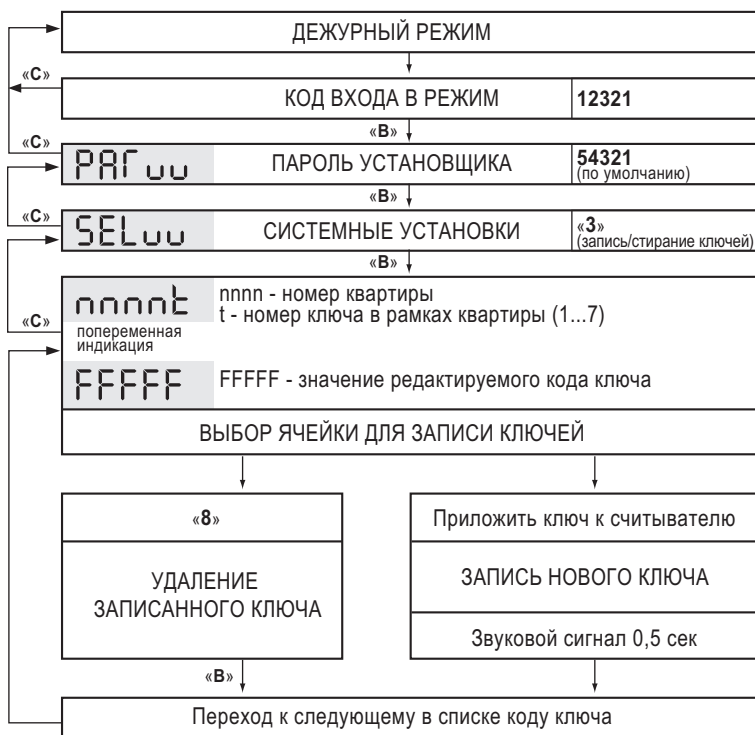 ДЕЖУРНЫЙ РЕЖИМ
«С»
КОД ВХОДА В РЕЖИМ 12321
«В»
«С»
PAГuu ПАРОЛЬ УСТАНОВЩИКА 54321
(по умолчанию)
«В»
«С»
SELuu СИСТЕМНЫЕ УСТАНОВКИ «3»
(запись/стирание ключей)
«В»
«С»
nnnnt nnnn - номер квартиры
t - номер ключа в рамках квартиры (1...7)
попеременная
индикация
FFFFF FFFFF - значение редактируемого кода ключа
ВЫБОР ЯЧЕЙКИ ДЛЯ ЗАПИСИ КЛЮЧЕЙ
«8»
УДАЛЕНИЕ
ЗАПИСАННОГО КЛЮЧА
Приложить ключ к считывателю
ЗАПИСЬ НОВОГО КЛЮЧА
Звуковой сигнал 0,5 сек
«В»
Переход к следующему в списке коду ключа